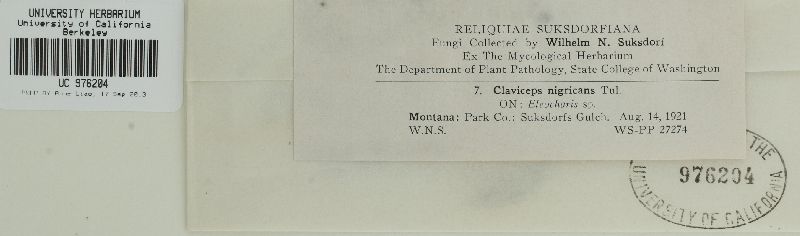 UNIVERSITY HERBARIUM
University of California
Berkeley
UC 976204
RELIQUIAE SUKSDORFIANA
Fungi Collected by Wilhelm N. Suksdorf
Ex The Mycological Herbarium
The Department of Plant Pathology, State College of Washington
7. Claviceps nigricans Tul.
ON: Eleocharis sp.
Montana: Park Co.: Suksdorfs Gulch. Aug. 14, 1921
W.N.S. WS-PP 27274
THE
976204
UNIVERSITY OF CALIFORNIA